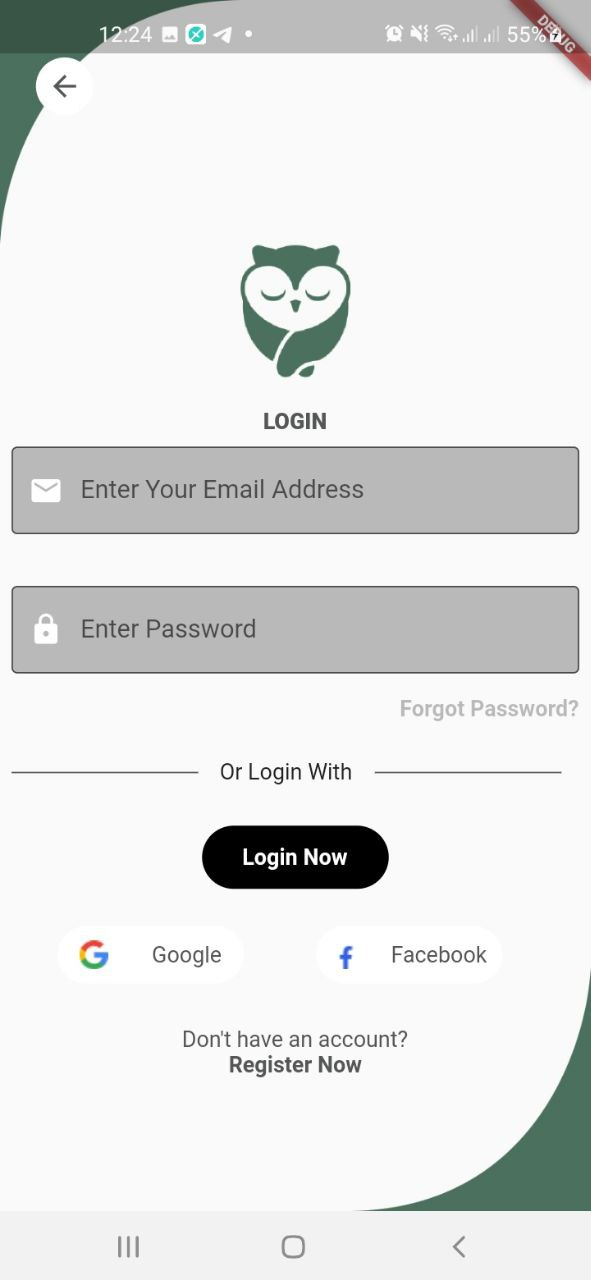 12:24
55%
DEBUG
LOGIN
Enter Your Email Address
Enter Password
Forgot Password?
Or Login With
Login Now
Google
Facebook
Don't have an account?
Register Now